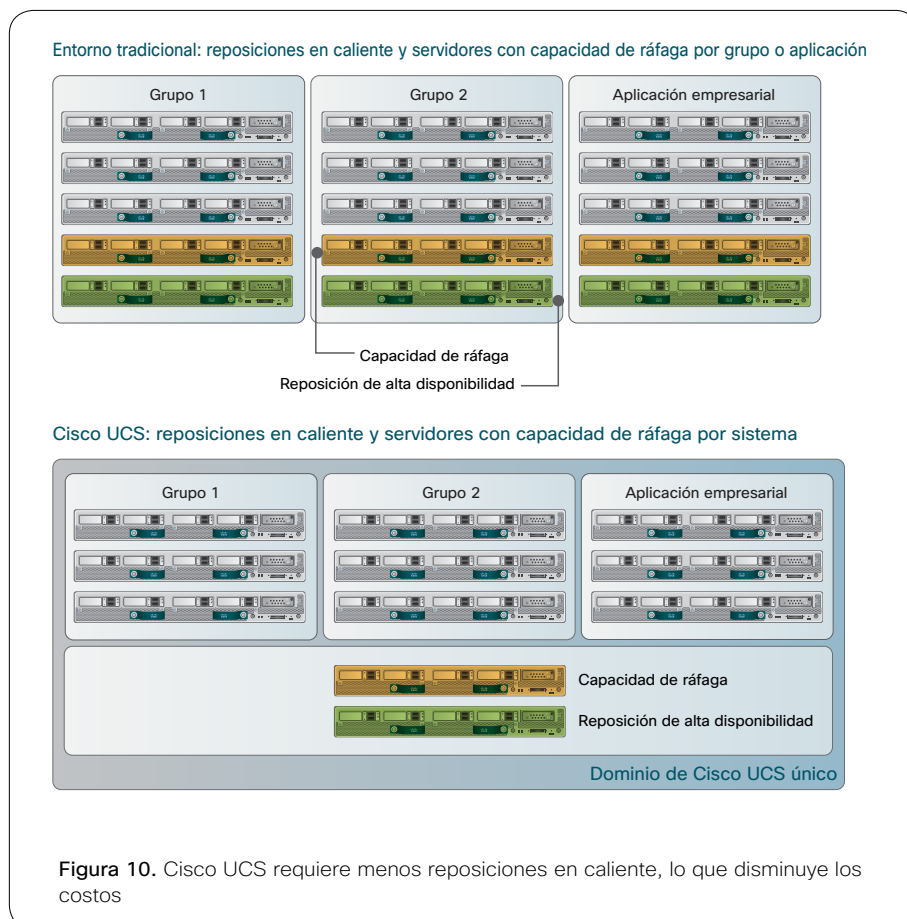 Entorno tradicional: reposiciones en caliente y servidores con capacidad de ráfaga por grupo o aplicación
Grupo 1
Grupo 2
Aplicación empresarial
Capacidad de ráfaga
Reposición de alta disponibilidad
Cisco UCS: reposiciones en caliente y servidores con capacidad de ráfaga por sistema
Grupo 1
Grupo 2
Aplicación empresarial
Capacidad de ráfaga
Reposición de alta disponibilidad
Dominio de Cisco UCS único
Figura 10. Cisco UCS requiere menos reposiciones en caliente, lo que disminuye los
costos